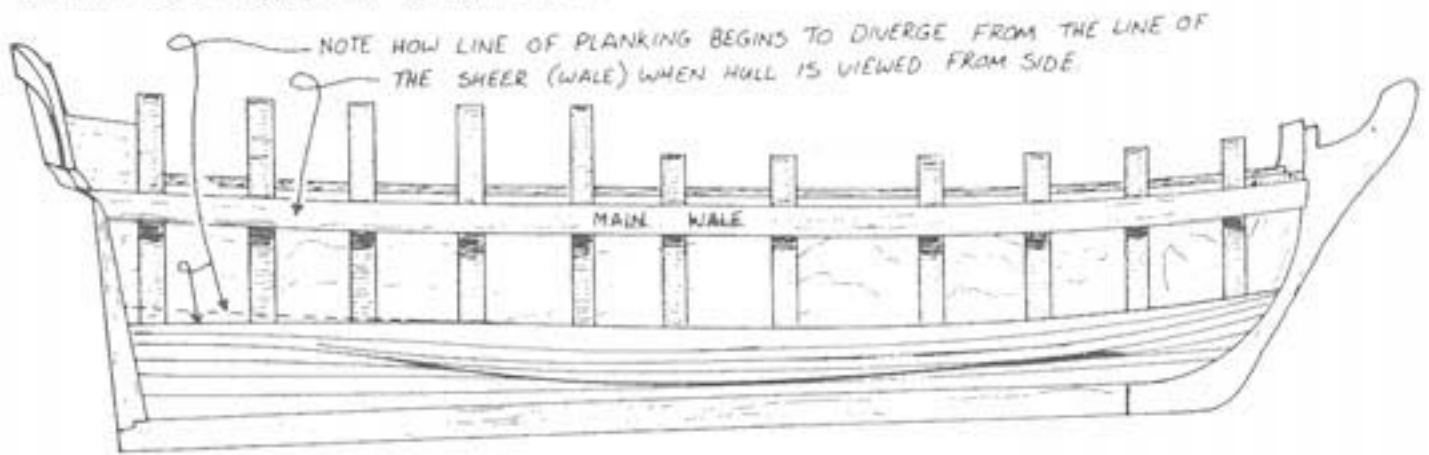 NOTE HOW LINE OF PLANKING BEGINS TO DIVERGE FROM THE LINE OF
THE SHEER (WALE) WHEN HULL IS VIEWED FROM SIDE.
MAIN WALE